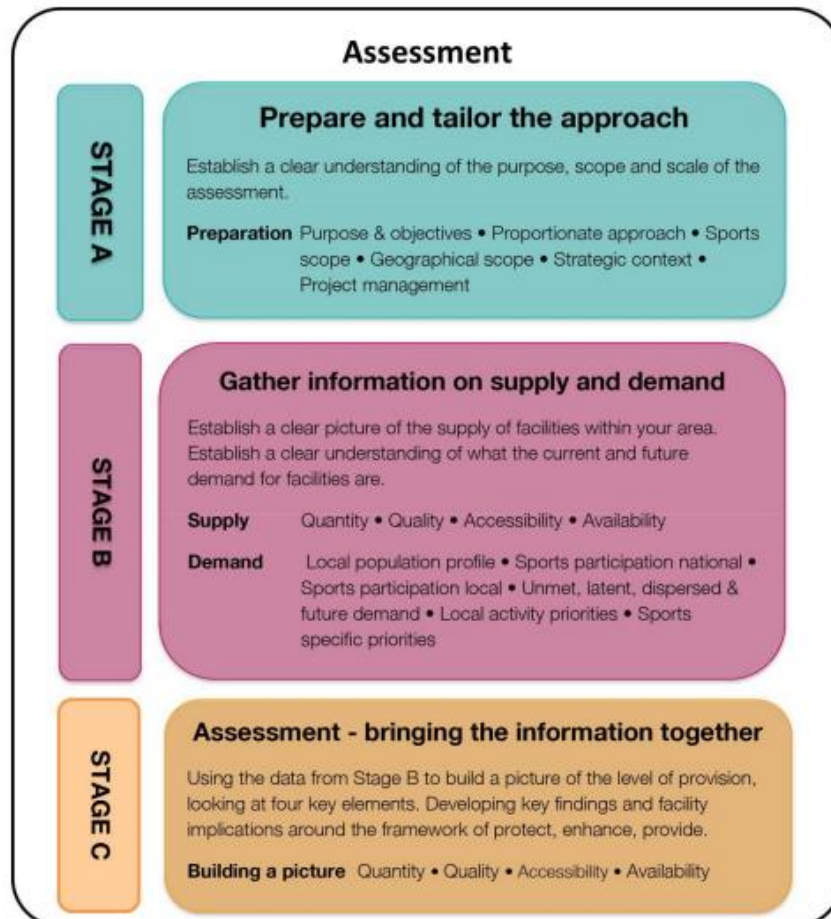 Assessment
STAGE A
Prepare and tailor the approach
Establish a clear understanding of the purpose, scope and scale of the
assessment.
Preparation Purpose & objectives • Proportionate approach • Sports
scope • Geographical scope • Strategic context •
Project management
STAGE B
Gather information on supply and demand
Establish a clear picture of the supply of facilities within your area.
Establish a clear understanding of what the current and future
demand for facilities are.
Supply Quantity • Quality • Accessibility • Availability
Demand Local population profile • Sports participation national •
Sports participation local • Unmet, latent, dispersed &
future demand • Local activity priorities • Sports
specific priorities
STAGE C
Assessment - bringing the information together
Using the data from Stage B to build a picture of the level of provision,
looking at four key elements. Developing key findings and facility
implications around the framework of protect, enhance, provide.
Building a picture Quantity • Quality • Accessibility • Availability